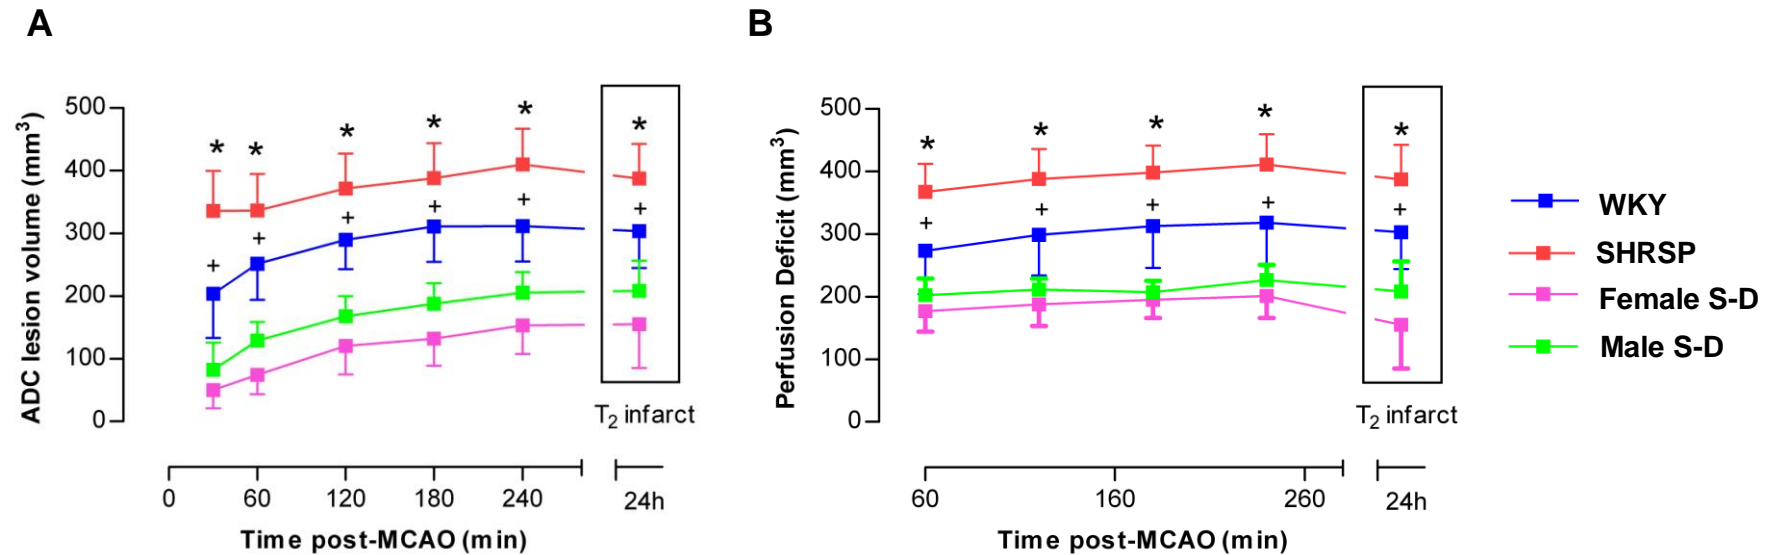 A
B
ADC lesion volume (mm³)
500
400
300
200
100
0
* * * * * *
+ + + + + +
T₂ infarct
0 60 120 180 240 24h
Time post-MCAO (min)
Perfusion Deficit (mm³)
500
400
300
200
100
0
* * * * *
+ + + + +
T₂ infarct
60 160 260 24h
Time post-MCAO (min)
WKY
SHRSP
Female S-D
Male S-D